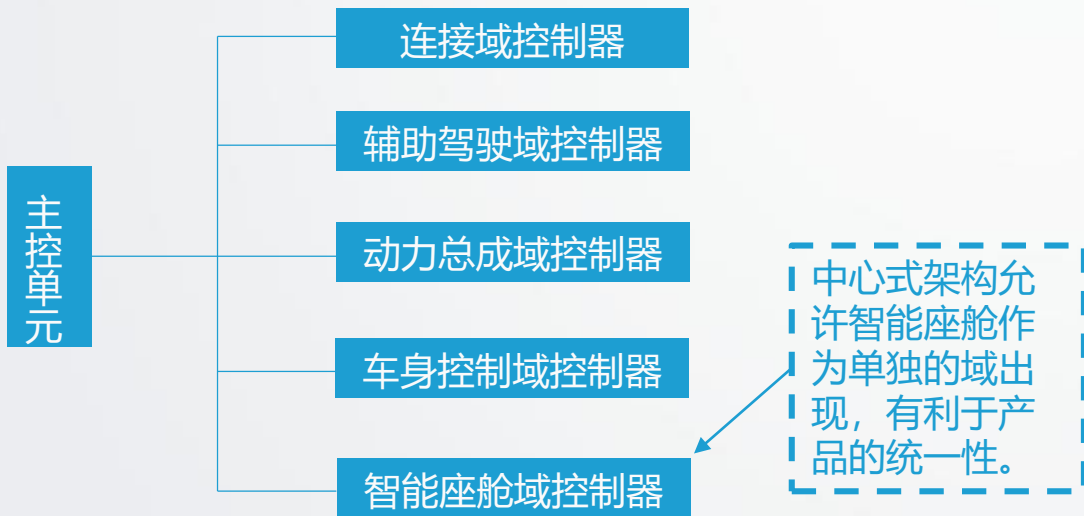 连接域控制器
辅助驾驶域控制器
主控单元
动力总成域控制器
车身控制域控制器
智能座舱域控制器
中心式架构允
许智能座舱作
为单独的域出
现，有利于产
品的统一性。